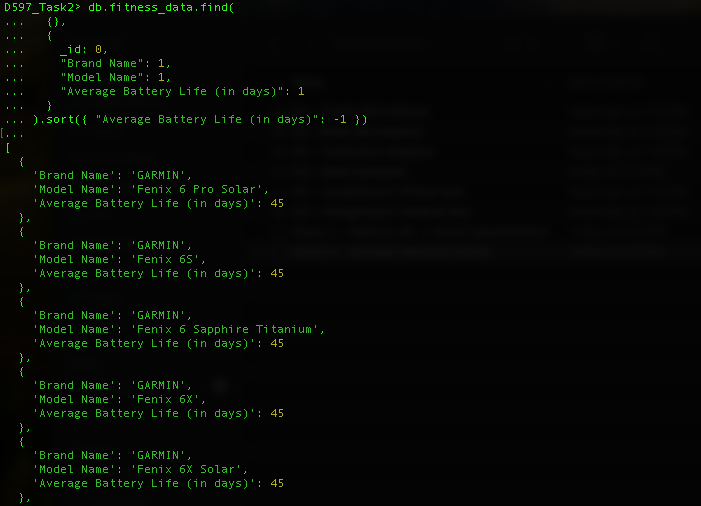 D597_Task2> db.fitness_data.find(
...   {},
...   {
...     _id: 0,
...     "Brand Name": 1,
...     "Model Name": 1,
...     "Average Battery Life (in days)": 1
...   }
... ).sort({ "Average Battery Life (in days)": -1 })
[...
[
  {
    'Brand Name': 'GARMIN',
    'Model Name': 'Fenix 6 Pro Solar',
    'Average Battery Life (in days)': 45
  },
  {
    'Brand Name': 'GARMIN',
    'Model Name': 'Fenix 6S',
    'Average Battery Life (in days)': 45
  },
  {
    'Brand Name': 'GARMIN',
    'Model Name': 'Fenix 6 Sapphire Titanium',
    'Average Battery Life (in days)': 45
  },
  {
    'Brand Name': 'GARMIN',
    'Model Name': 'Fenix 6X',
    'Average Battery Life (in days)': 45
  },
  {
    'Brand Name': 'GARMIN',
    'Model Name': 'Fenix 6X Solar',
    'Average Battery Life (in days)': 45
  },